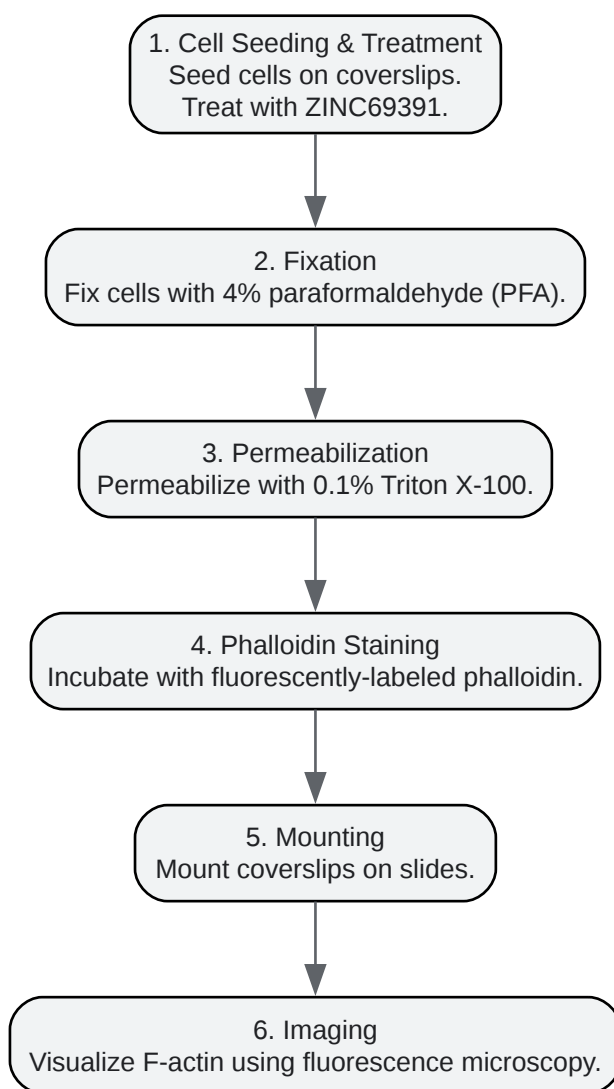 1. Cell Seeding & Treatment
Seed cells on coverslips.
Treat with ZINC69391.
2. Fixation
Fix cells with 4% paraformaldehyde (PFA).
3. Permeabilization
Permeabilize with 0.1% Triton X-100.
4. Phalloidin Staining
Incubate with fluorescently-labeled phalloidin.
5. Mounting
Mount coverslips on slides.
6. Imaging
Visualize F-actin using fluorescence microscopy.